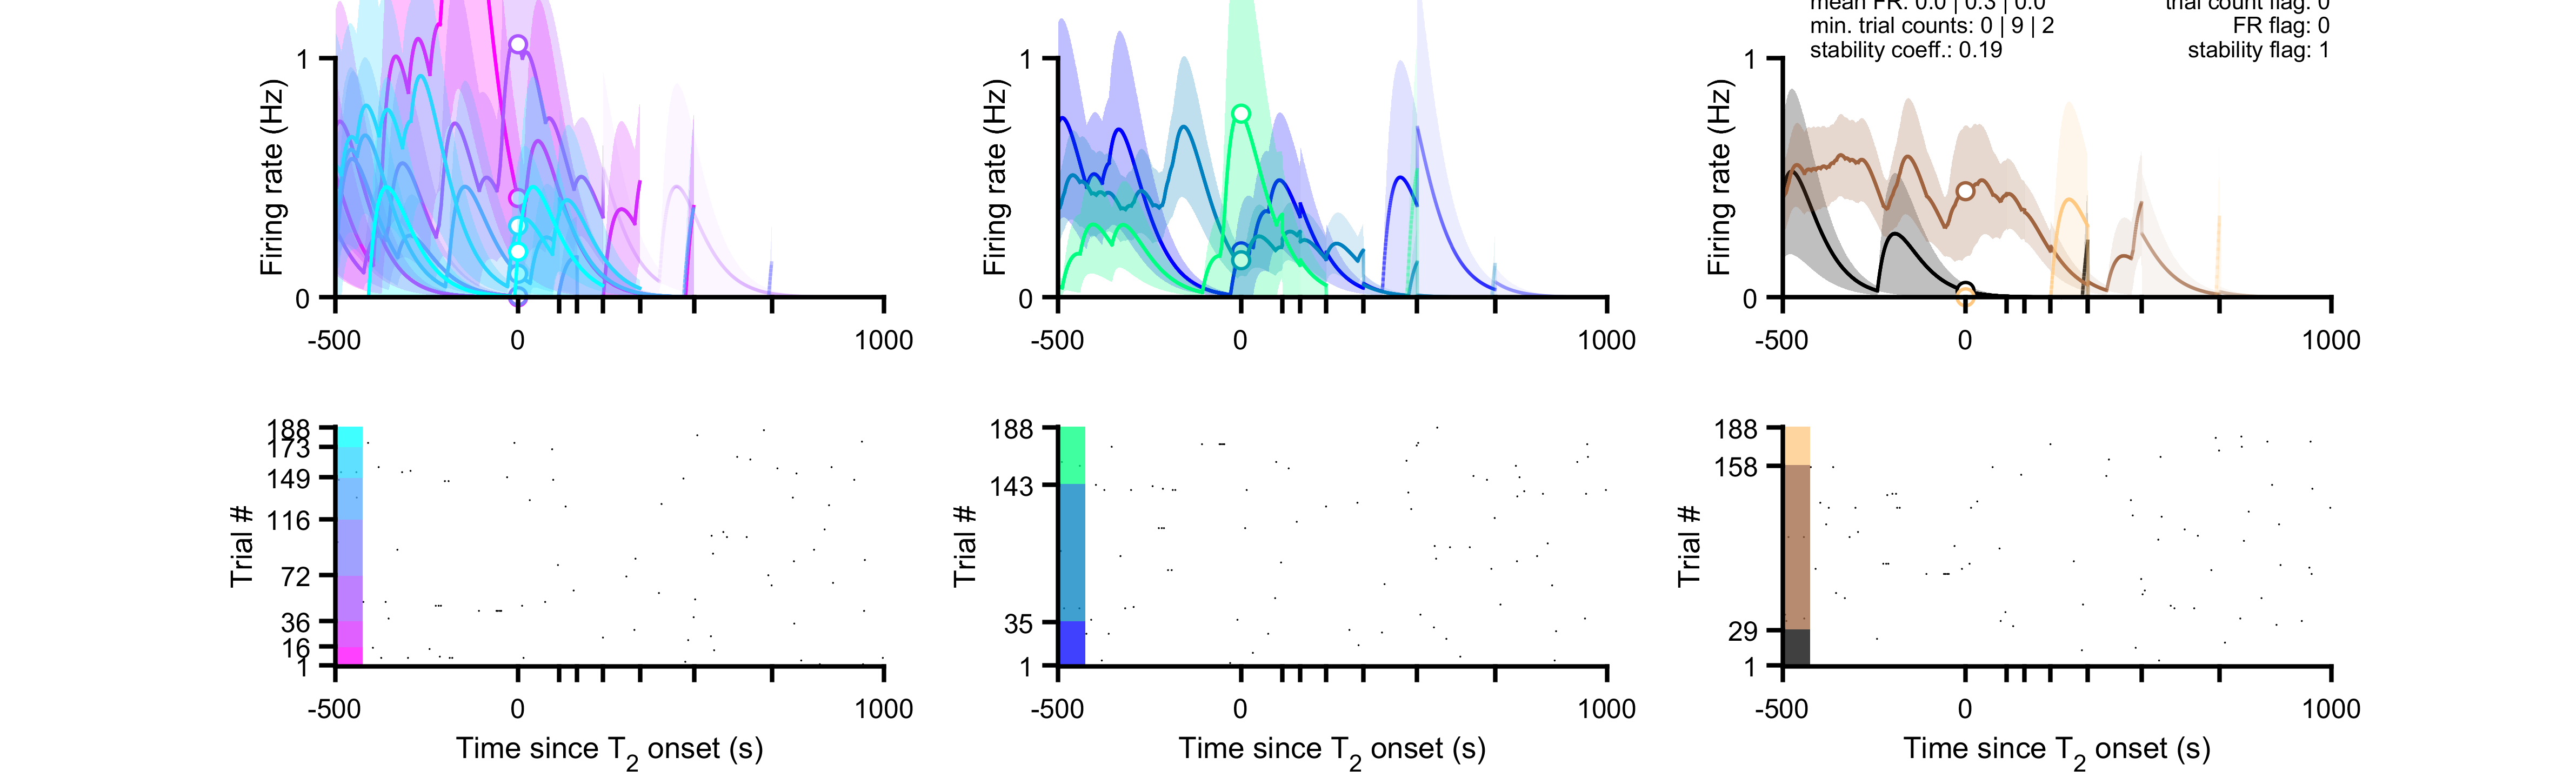 mean FR: 0.0 | 0.3 | 0.0
trial count flag: 0
min. trial counts: 0 | 9 | 2
FR flag: 0
stability coeff.: 0.19
stability flag: 1
Firing rate (Hz)
1
0
-500
0
1000
Firing rate (Hz)
1
0
-500
0
1000
Firing rate (Hz)
1
0
-500
0
1000
Trial #
188
173
149
116
72
36
16
1
-500
0
1000
Time since T2 onset (s)
Trial #
188
143
35
1
-500
0
1000
Time since T2 onset (s)
Trial #
188
158
29
1
-500
0
1000
Time since T2 onset (s)